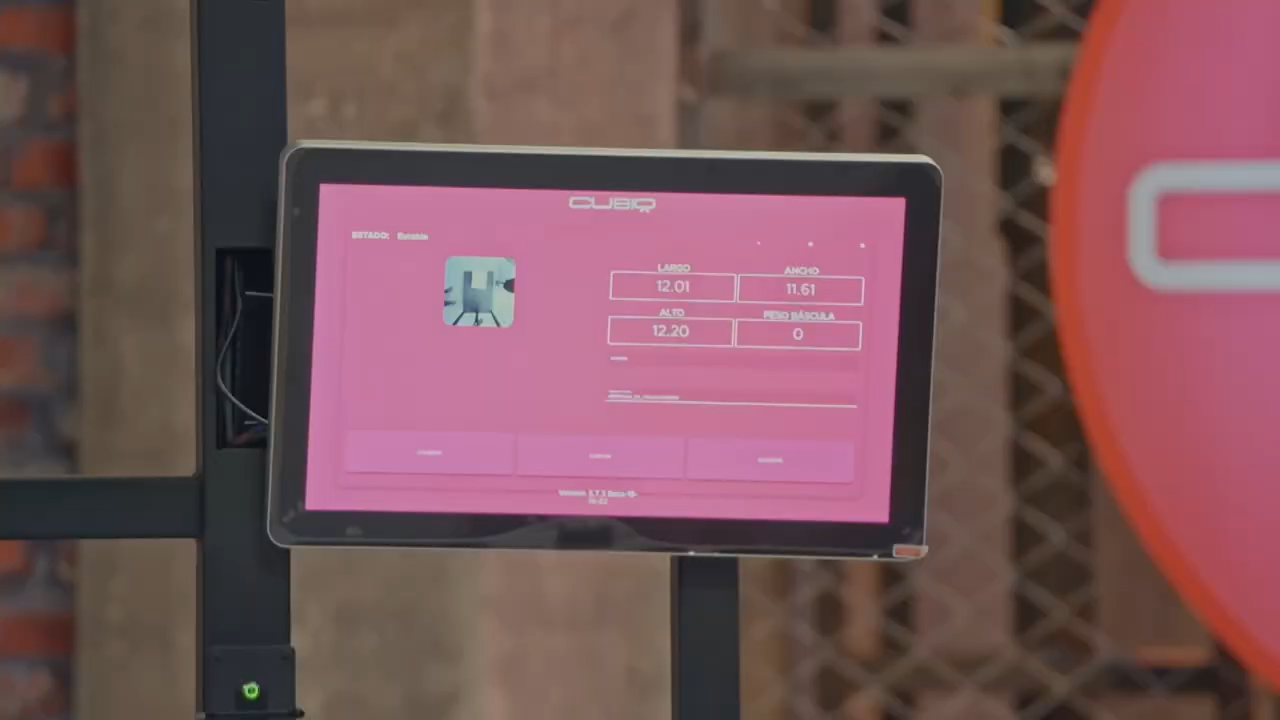 CUBIQ
ESTADO: Estable
LARGO
ANCHO
12.01
11.61
ALTO
PESO BÁSCULA
12.20
0